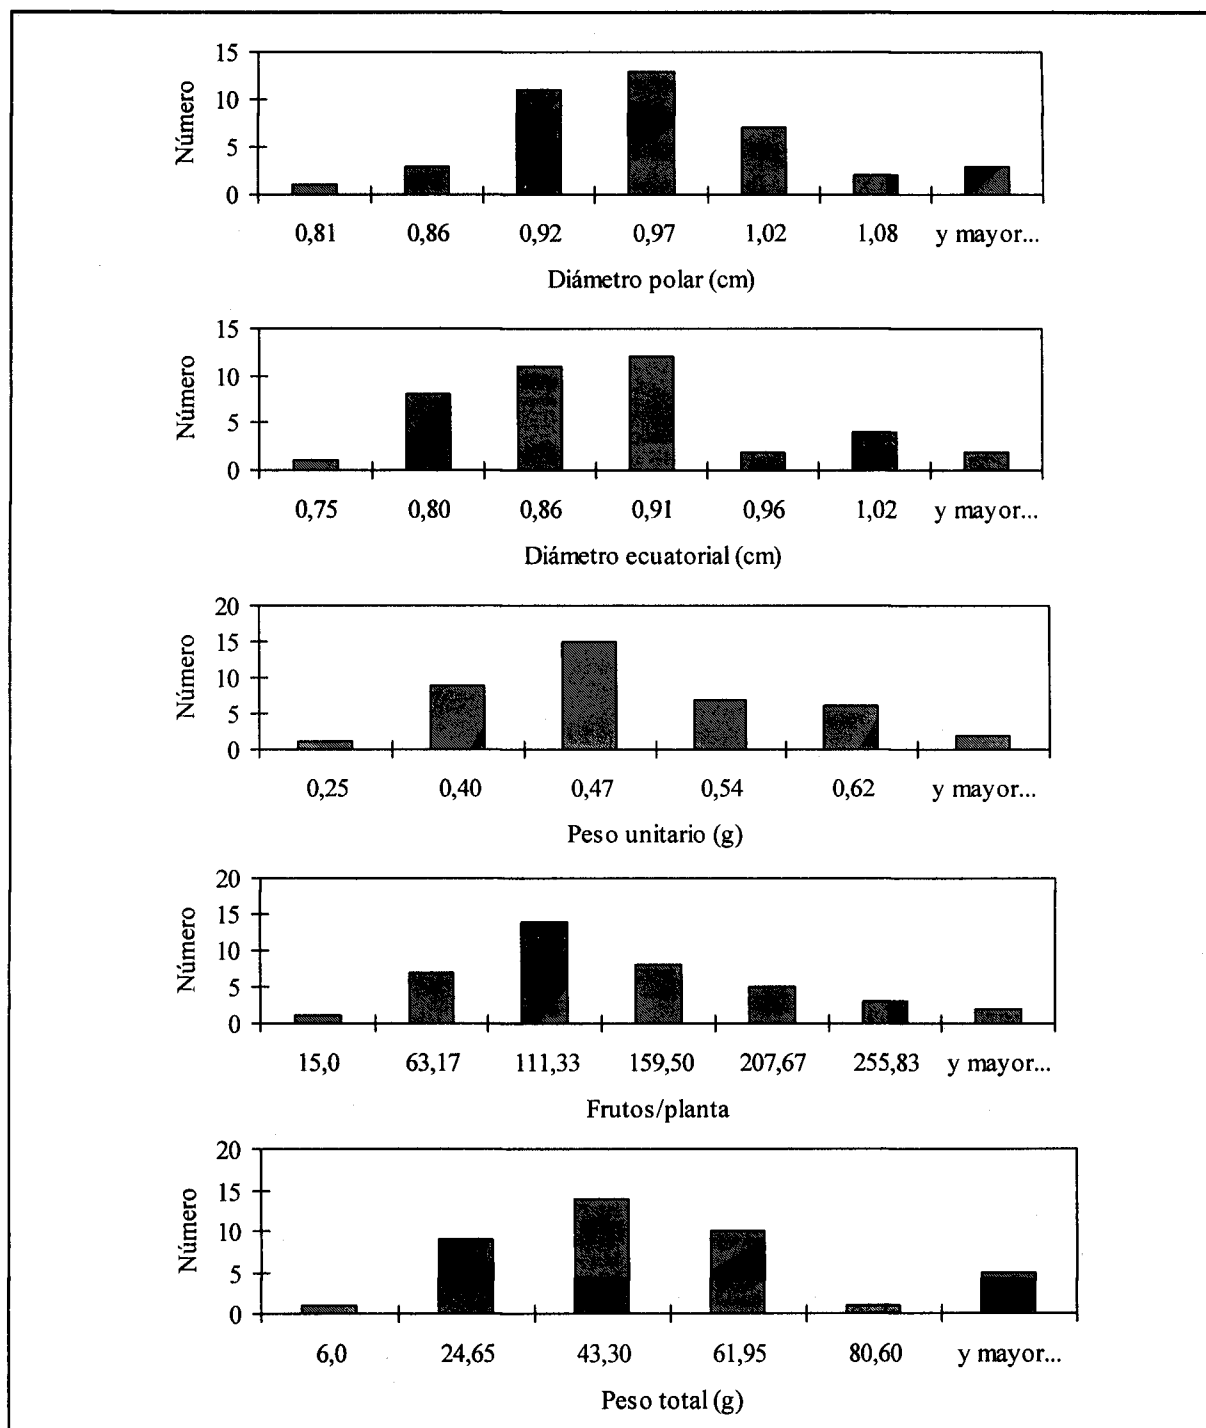 15
10
5
0
Número
0,81 0,86 0,92 0,97 1,02 1,08 y mayor...
Diámetro polar (cm)
15
10
5
0
Número
0,75 0,80 0,86 0,91 0,96 1,02 y mayor...
Diámetro ecuatorial (cm)
20
15
10
5
0
Número
0,25 0,40 0,47 0,54 0,62 y mayor...
Peso unitario (g)
20
15
10
5
0
Número
15,0 63,17 111,33 159,50 207,67 255,83 y mayor...
Frutos/planta
20
15
10
5
0
Número
6,0 24,65 43,30 61,95 80,60 y mayor...
Peso total (g)